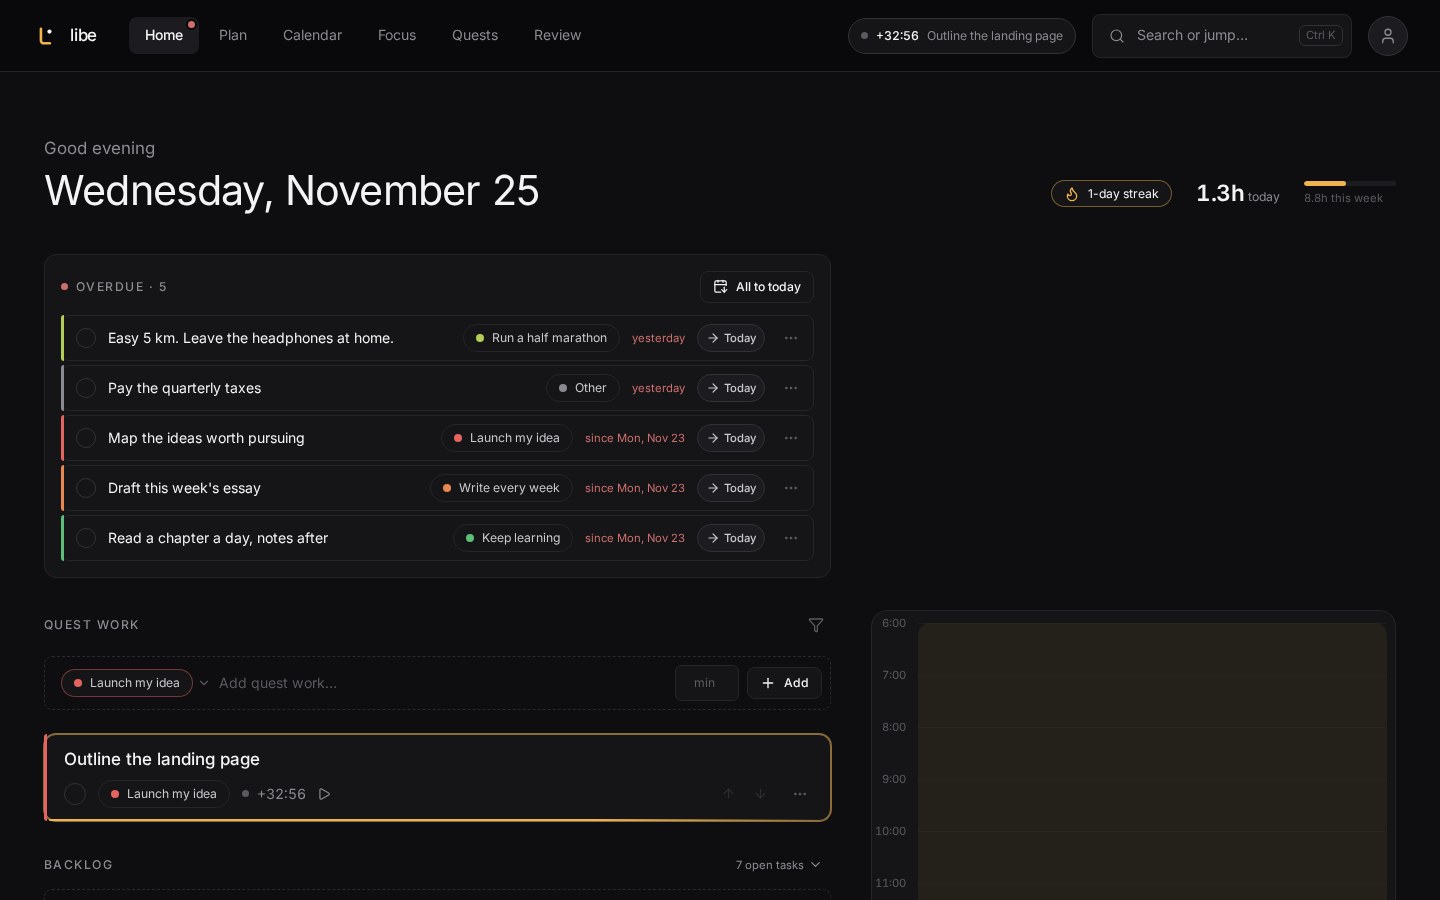 libe
Home
Plan
Calendar
Focus
Quests
Review
+32:56 Outline the landing page
Search or jump...
Ctrl K
Good evening
Wednesday, November 25
1-day streak
1.3h today
8.8h this week
OVERDUE · 5
All to today
Easy 5 km. Leave the headphones at home.
Run a half marathon
yesterday
Today
Pay the quarterly taxes
Other
yesterday
Today
Map the ideas worth pursuing
Launch my idea
since Mon, Nov 23
Today
Draft this week's essay
Write every week
since Mon, Nov 23
Today
Read a chapter a day, notes after
Keep learning
since Mon, Nov 23
Today
QUEST WORK
Launch my idea
Add quest work...
min
Add
Outline the landing page
Launch my idea
+32:56
BACKLOG
7 open tasks
6:00
7:00
8:00
9:00
10:00
11:00